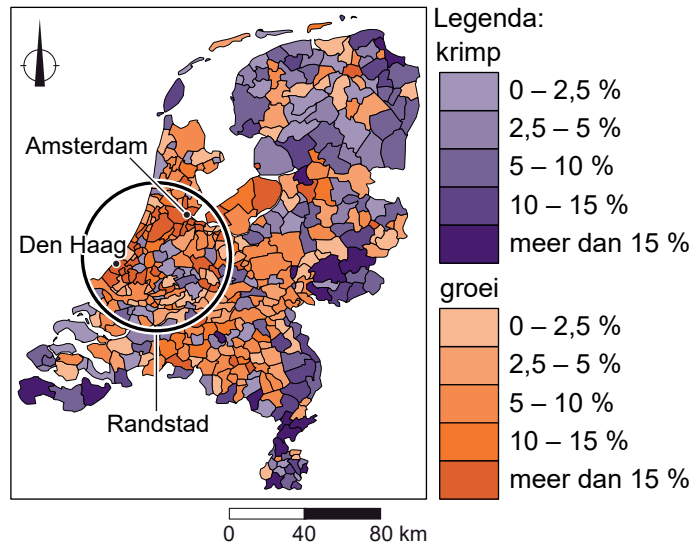 Legenda:
krimp
0 – 2,5 %
2,5 – 5 %
5 – 10 %
10 – 15 %
meer dan 15 %
groei
0 – 2,5 %
2,5 – 5 %
5 – 10 %
10 – 15 %
meer dan 15 %
Amsterdam
Den Haag
Randstad
0 40 80 km